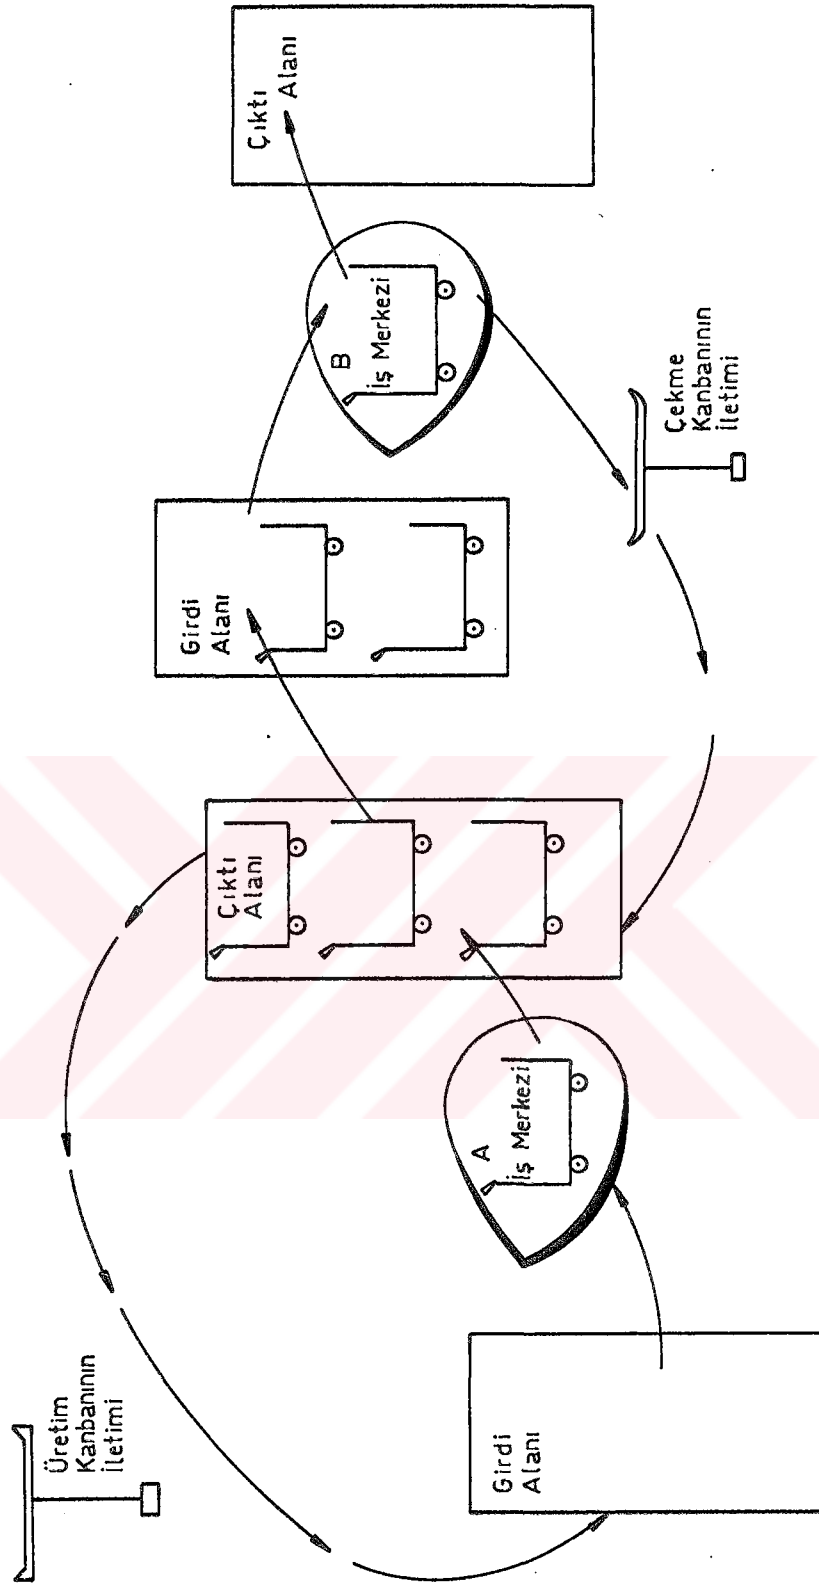 Üretim
Kanbanının
İletimi
Girdi
Alanı
A
İş Merkezi
Çıktı
Alanı
Girdi
Alanı
B
İş Merkezi
Çıktı
Alanı
Çekme
Kanbanının
İletimi